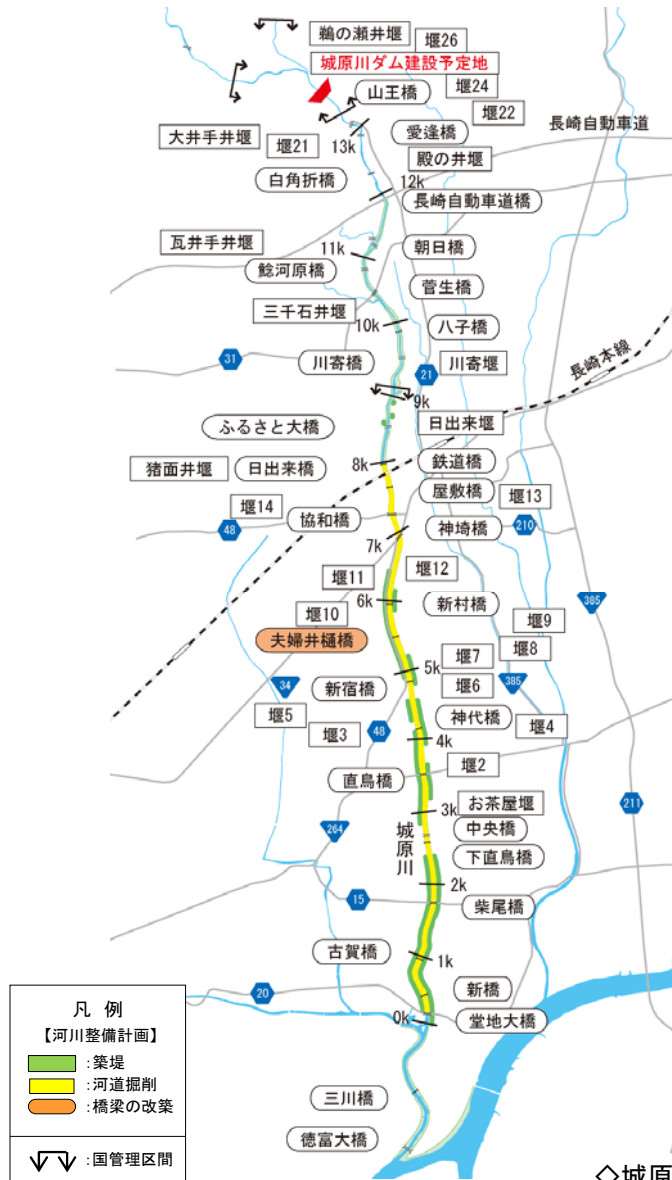 鵜の瀬井堰
堰26
城原川ダム建設予定地
堰24
山王橋
堰22
愛逢橋
長崎自動車道
大井手井堰
堰21
13k
殿の井堰
白角折橋
12k
長崎自動車道橋
瓦井手井堰
11k
朝日橋
鯰河原橋
菅生橋
三千石井堰
10k
八子橋
31
川寄橋
21
川寄堰
長崎本線
9k
ふるさと大橋
日出来堰
猪面井堰
日出来橋
8k
鉄道橋
屋敷橋
堰13
堰14
48
協和橋
神埼橋
210
7k
堰11
堰12
6k
新村橋
385
堰10
堰9
夫婦井樋橋
堰7
堰8
5k
34
新宿橋
堰6
385
堰5
堰3
48
神代橋
堰4
4k
直鳥橋
堰2
3k
お茶屋堰
211
264
城原川
中央橋
下直鳥橋
2k
15
柴尾橋
古賀橋
1k
20
新橋
0k
堂地大橋
三川橋
徳富大橋
凡 例
【河川整備計画】
:築堤
:河道掘削
:橋梁の改築
:国管理区間
◇城原